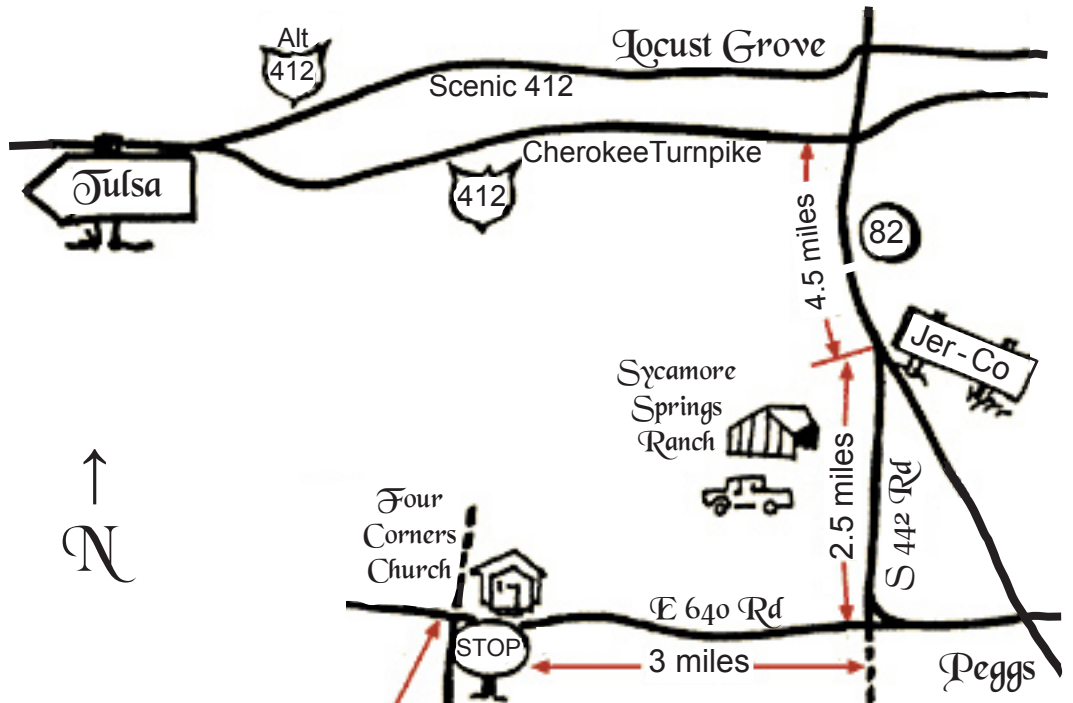 Alt
412
Locust Grove
Scenic 412
CherokeeTurnpike
Tulsa
412
82
4.5 miles
Jer-Co
Sycamore
Springs
Ranch
2.5 miles
S 442 Rd
Four
Corners
Church
N
E 640 Rd
STOP
3 miles
Peggs